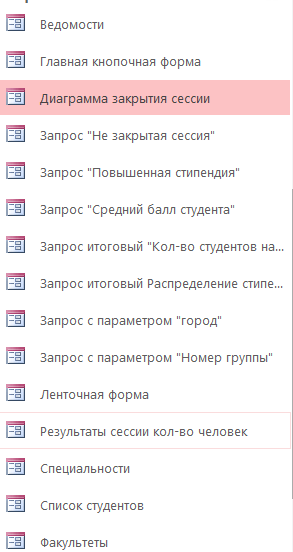 Ведомости
Главная кнопочная форма
Диаграмма закрытия сессии
Запрос "Не закрытая сессия"
Запрос "Повышенная стипендия"
Запрос "Средний балл студента"
Запрос итоговый "Кол-во студентов на...
Запрос итоговый Распределение стипе...
Запрос с параметром "город"
Запрос с параметром "Номер группы"
Ленточная форма
Результаты сессии кол-во человек
Специальности
Список студентов
Факультеты